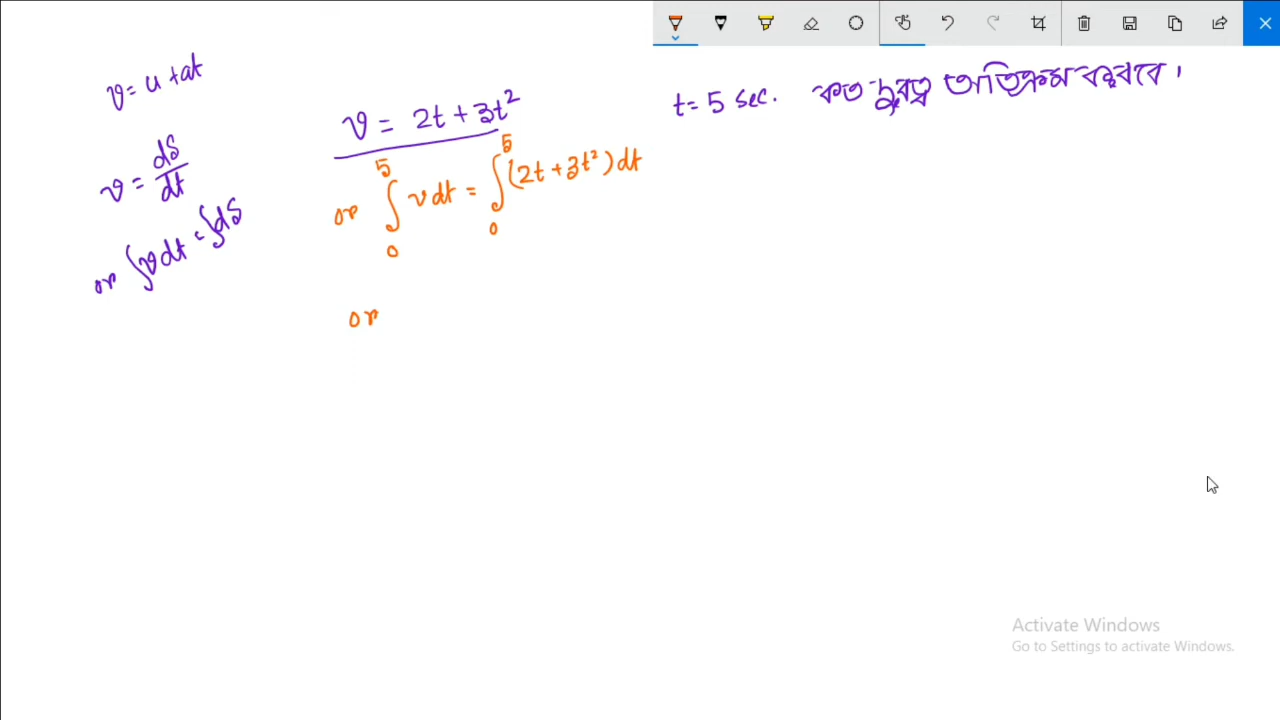 v = u + at
v = dS/dt
or ∫v dt = ∫dS
v = 2t + 3t²
or ∫₀⁵ v dt = ∫₀⁵ (2t + 3t²) dt
or
t = 5 sec. কত দূরত্ব অতিক্রম করবে।
Activate Windows
Go to Settings to activate Windows.